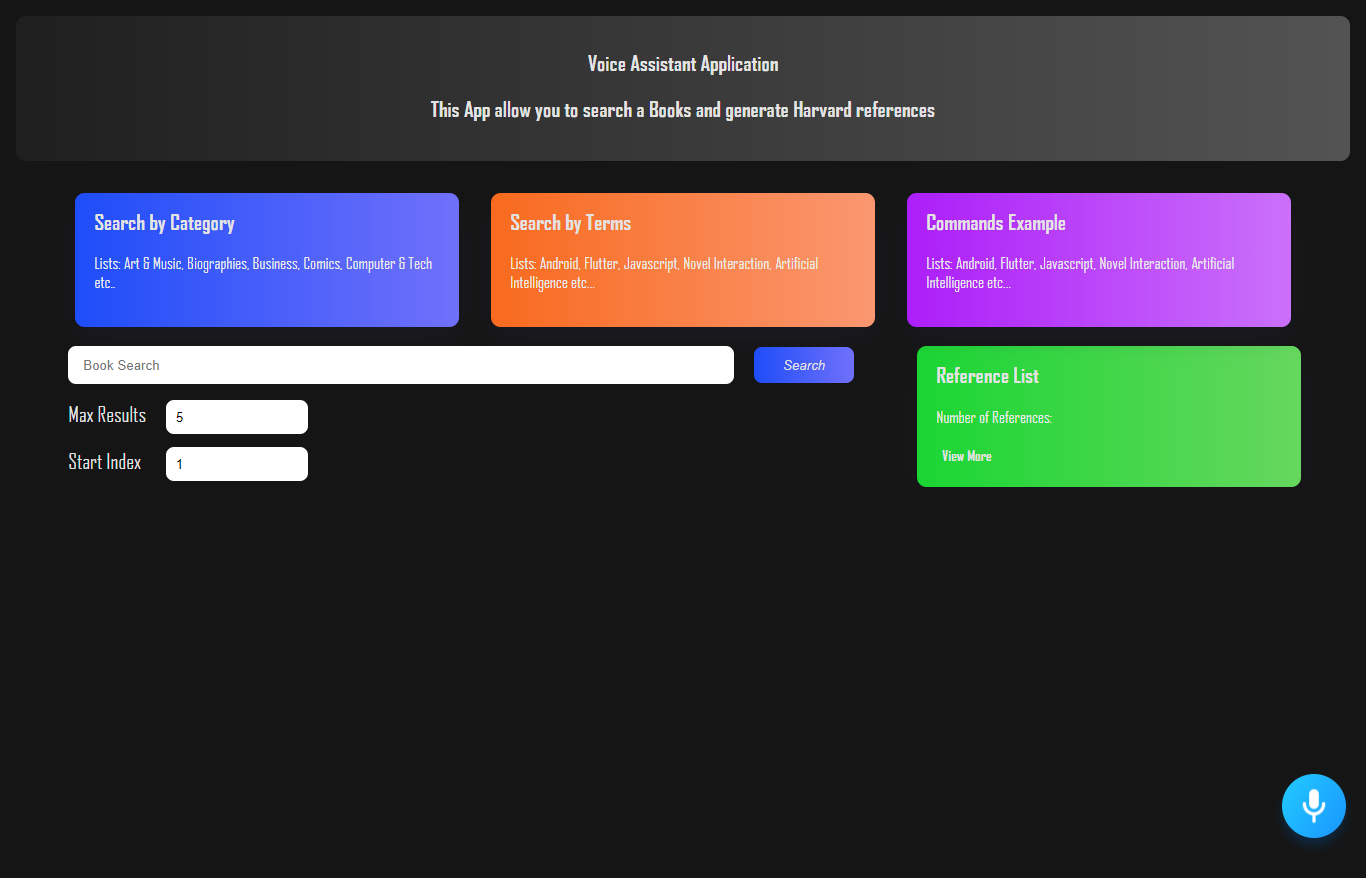 Voice Assistant Application
This App allow you to search a Books and generate Harvard references
Search by Category
Lists: Art & Music, Biographies, Business, Comics, Computer & Tech
etc..
Search by Terms
Lists: Android, Flutter, Javascript, Novel Interaction, Artificial
Intelligence etc...
Commands Example
Lists: Android, Flutter, Javascript, Novel Interaction, Artificial
Intelligence etc...
Book Search
Search
Max Results
5
Start Index
1
Reference List
Number of References:
View More